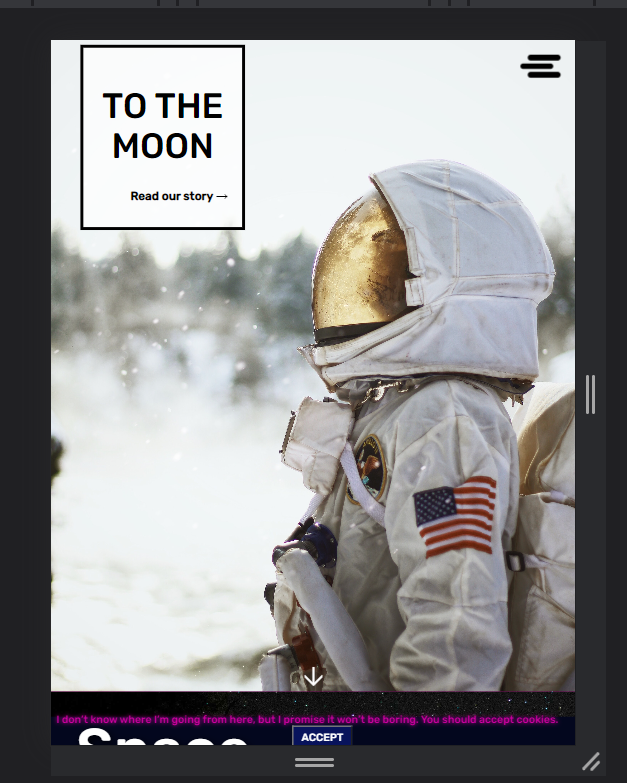 TO THE
MOON
Read our story →
I don't know where I'm going from here, but I promise it won't be boring. You should accept cookies.
ACCEPT
Space